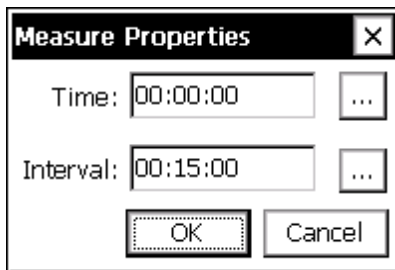 Measure Properties
Time: 00:00:00 ...
Interval: 00:15:00 ...
OK Cancel